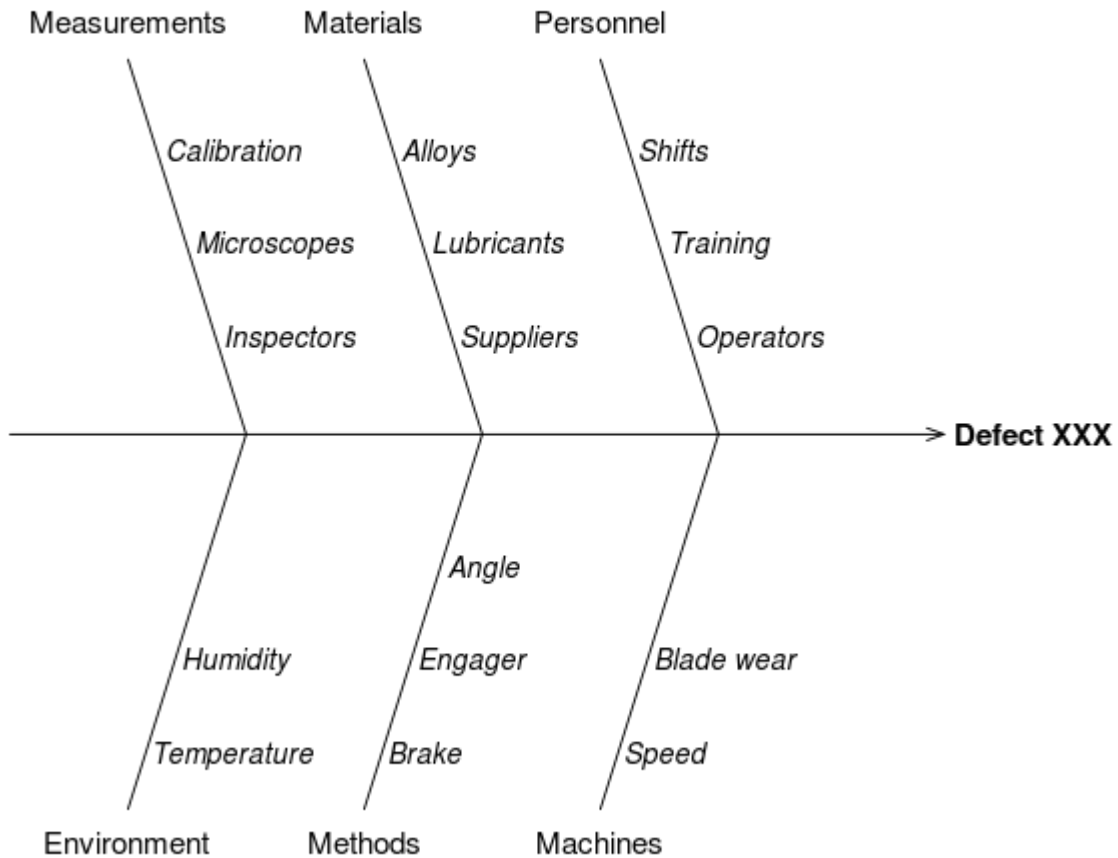 Measurements
Materials
Personnel
Calibration
Alloys
Shifts
Microscopes
Lubricants
Training
Inspectors
Suppliers
Operators
Defect XXX
Angle
Humidity
Engager
Blade wear
Temperature
Brake
Speed
Environment
Methods
Machines